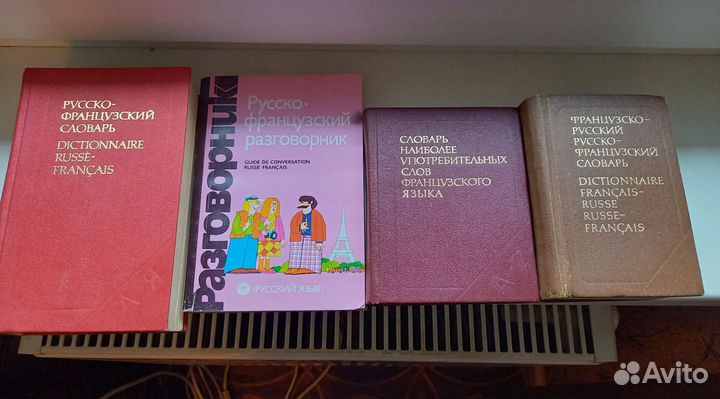 РУССКО-
ФРАНЦУЗСКИЙ
СЛОВАРЬ
DICTIONNAIRE
RUSSE-
FRANÇAIS
Разговорник
Русско-
французский
разговорник
GUIDE DE CONVERSATION
RUSSE FRANÇAIS
«РУССКИЙ ЯЗЫК»
СЛОВАРЬ
НАИБОЛЕЕ
УПОТРЕБИТЕЛЬНЫХ
СЛОВ
ФРАНЦУЗСКОГО
ЯЗЫКА
ФРАНЦУЗСКО-
РУССКИЙ
РУССКО-
ФРАНЦУЗСКИЙ
СЛОВАРЬ
DICTIONNAIRE
FRANÇAIS-
RUSSE
RUSSE-
FRANÇAIS
Avito